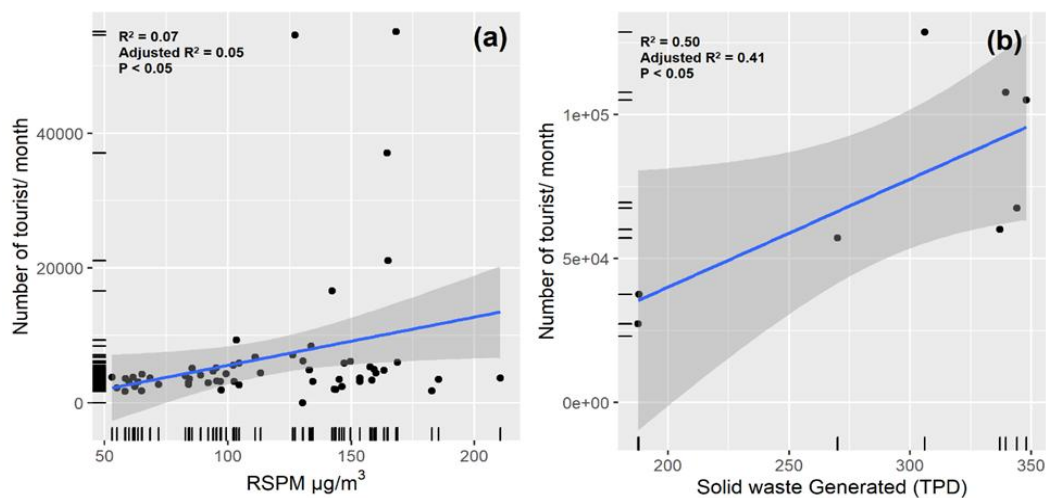 (a)
R² = 0.07
Adjusted R² = 0.05
P < 0.05
Number of tourist/ month
40000
20000
0
50
100
150
200
RSPM µg/m³
(b)
R² = 0.50
Adjusted R² = 0.41
P < 0.05
Number of tourist/ month
1e+05
5e+04
0e+00
200
250
300
350
Solid waste Generated (TPD)